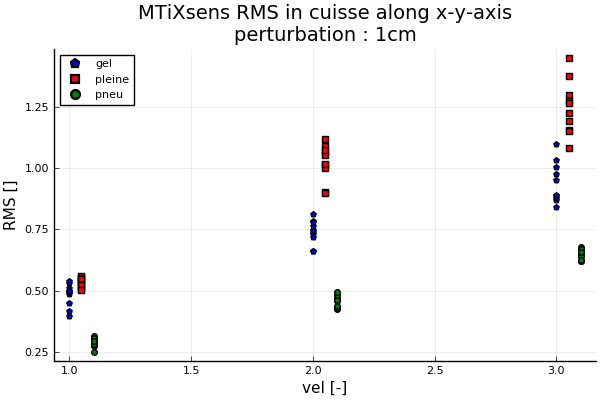 MTiXsens RMS in cuisse along x-y-axis
perturbation : 1cm
gel
pleine
pneu
RMS []
1.25
1.00
0.75
0.50
0.25
1.0 1.5 2.0 2.5 3.0
vel [-]